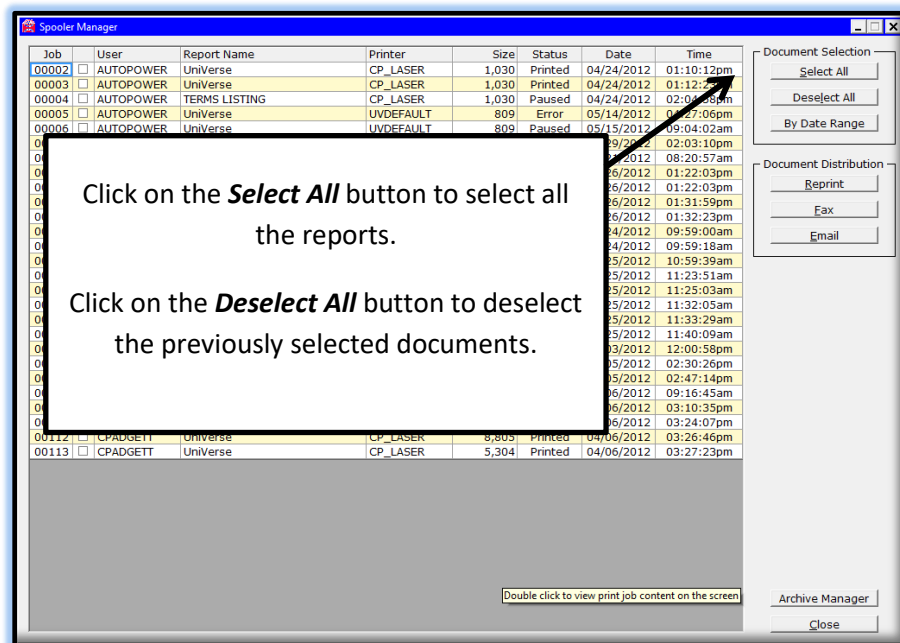 Spooler Manager
Job User Report Name Printer Size Status Date Time
00002 AUTOPOWER UniVerse CP_LASER 1,030 Printed 04/24/2012 01:10:12pm
00003 AUTOPOWER UniVerse CP_LASER 1,030 Printed 04/24/2012
00004 AUTOPOWER TERMS LISTING CP_LASER 1,030 Paused 04/24/2012
00005 AUTOPOWER UniVerse UVDEFAULT 809 Error 05/14/2012
00006 AUTOPOWER UniVerse UVDEFAULT 809 Paused 05/15/2012 09:04:02am
02:03:10pm
08:20:57am
01:22:03pm
01:22:03pm
01:31:59pm
01:32:23pm
09:59:00am
09:59:18am
10:59:39am
11:23:51am
11:25:03am
11:32:05am
11:33:29am
11:40:09am
12:00:58pm
02:30:26pm
02:47:14pm
09:16:45am
03:10:35pm
03:24:07pm
00112 CPADGETT UniVerse CP_LASER 8,805 Printed 04/06/2012 03:26:46pm
00113 CPADGETT UniVerse CP_LASER 5,304 Printed 04/06/2012 03:27:23pm
Click on the Select All button to select all
the reports.
Click on the Deselect All button to deselect
the previously selected documents.
Document Selection
Select All
Deselect All
By Date Range
Document Distribution
Reprint
Fax
Email
Double click to view print job content on the screen
Archive Manager
Close